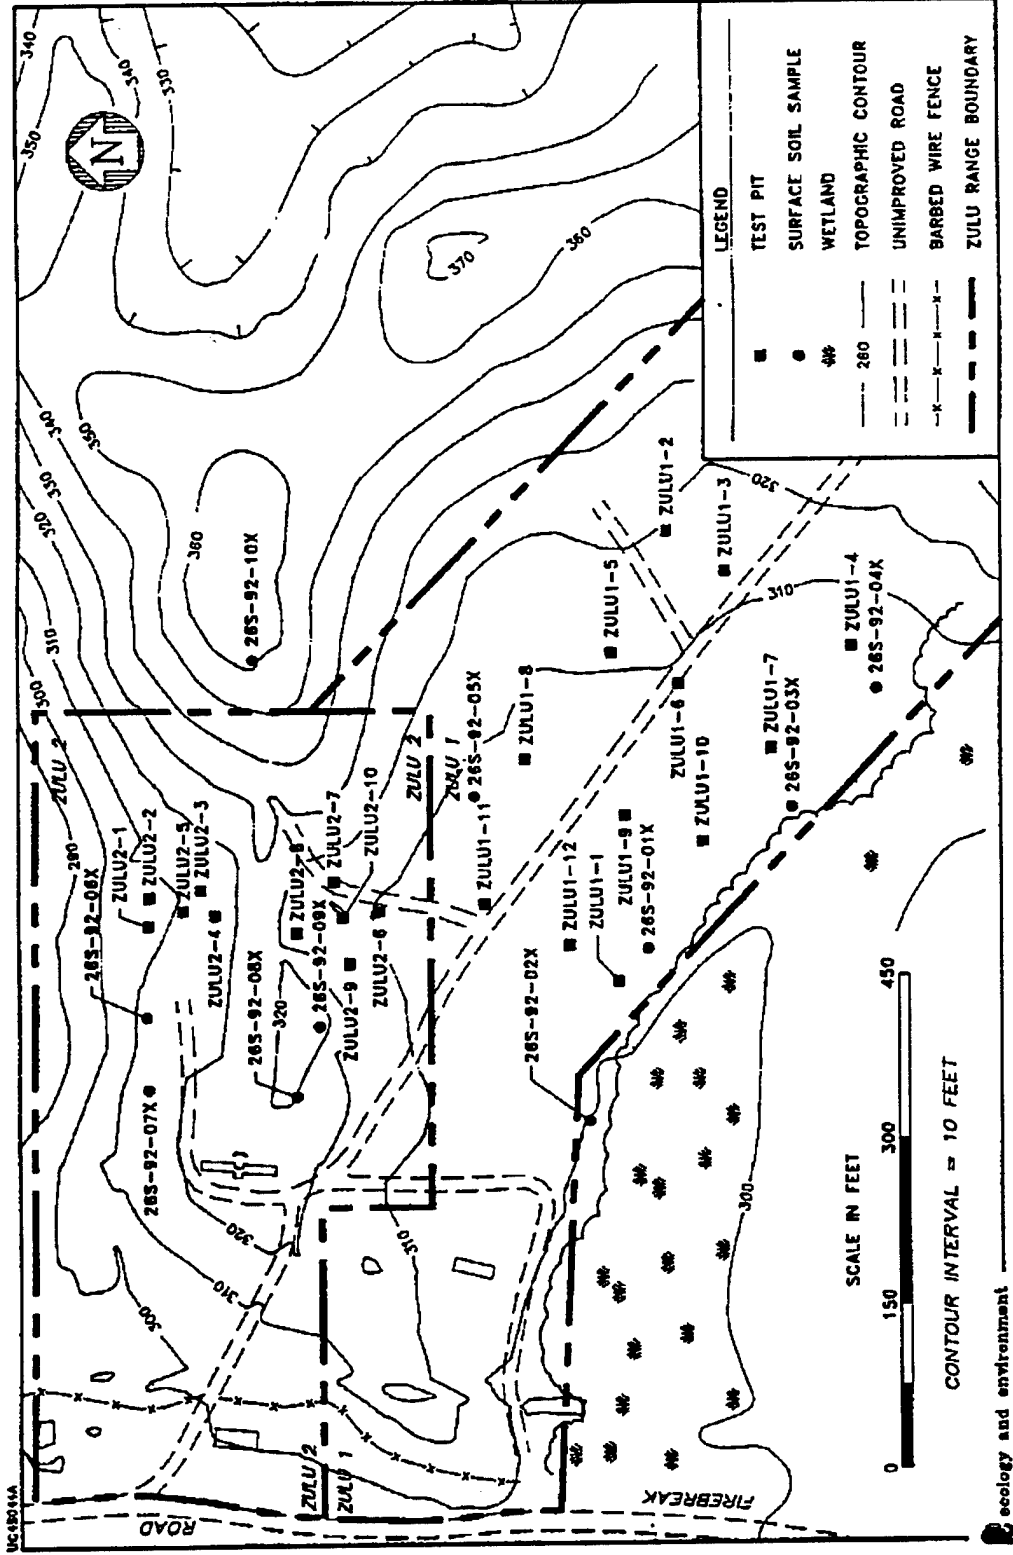 UC4B044A
340
350
340
330
340
N
370
360
340
330
320
310
300
350
360
26S-92-10X
ZULU 2
290
26S-92-06X
ZULU2-1
ZULU2-2
ZULU2-5
ZULU2-3
ZULU2-4
26S-92-07X
26S-92-08X
320
ZULU2-8
26S-92-09X
ZULU2-7
ZULU2-10
ZULU2-9
ZULU2-6
ZULU 2
ZULU 1
26S-92-05X
ZULU1-11
ZULU1-8
ZULU1-5
ZULU1-2
ZULU1-3
320
310
ZULU1-4
26S-92-04X
ZULU1-7
26S-92-03X
ZULU1-6
ZULU1-10
ZULU1-12
ZULU1-1
ZULU1-9
26S-92-01X
26S-92-02X
320
310
300
310
300
ZULU 2
ZULU 1
ROAD
FIREBREAK
LEGEND
TEST PIT
SURFACE SOIL SAMPLE
WETLAND
280 TOPOGRAPHIC CONTOUR
UNIMPROVED ROAD
-x-x-x-x- BARBED WIRE FENCE
ZULU RANGE BOUNDARY
SCALE IN FEET
0 150 300 450
CONTOUR INTERVAL = 10 FEET
ecology and environment